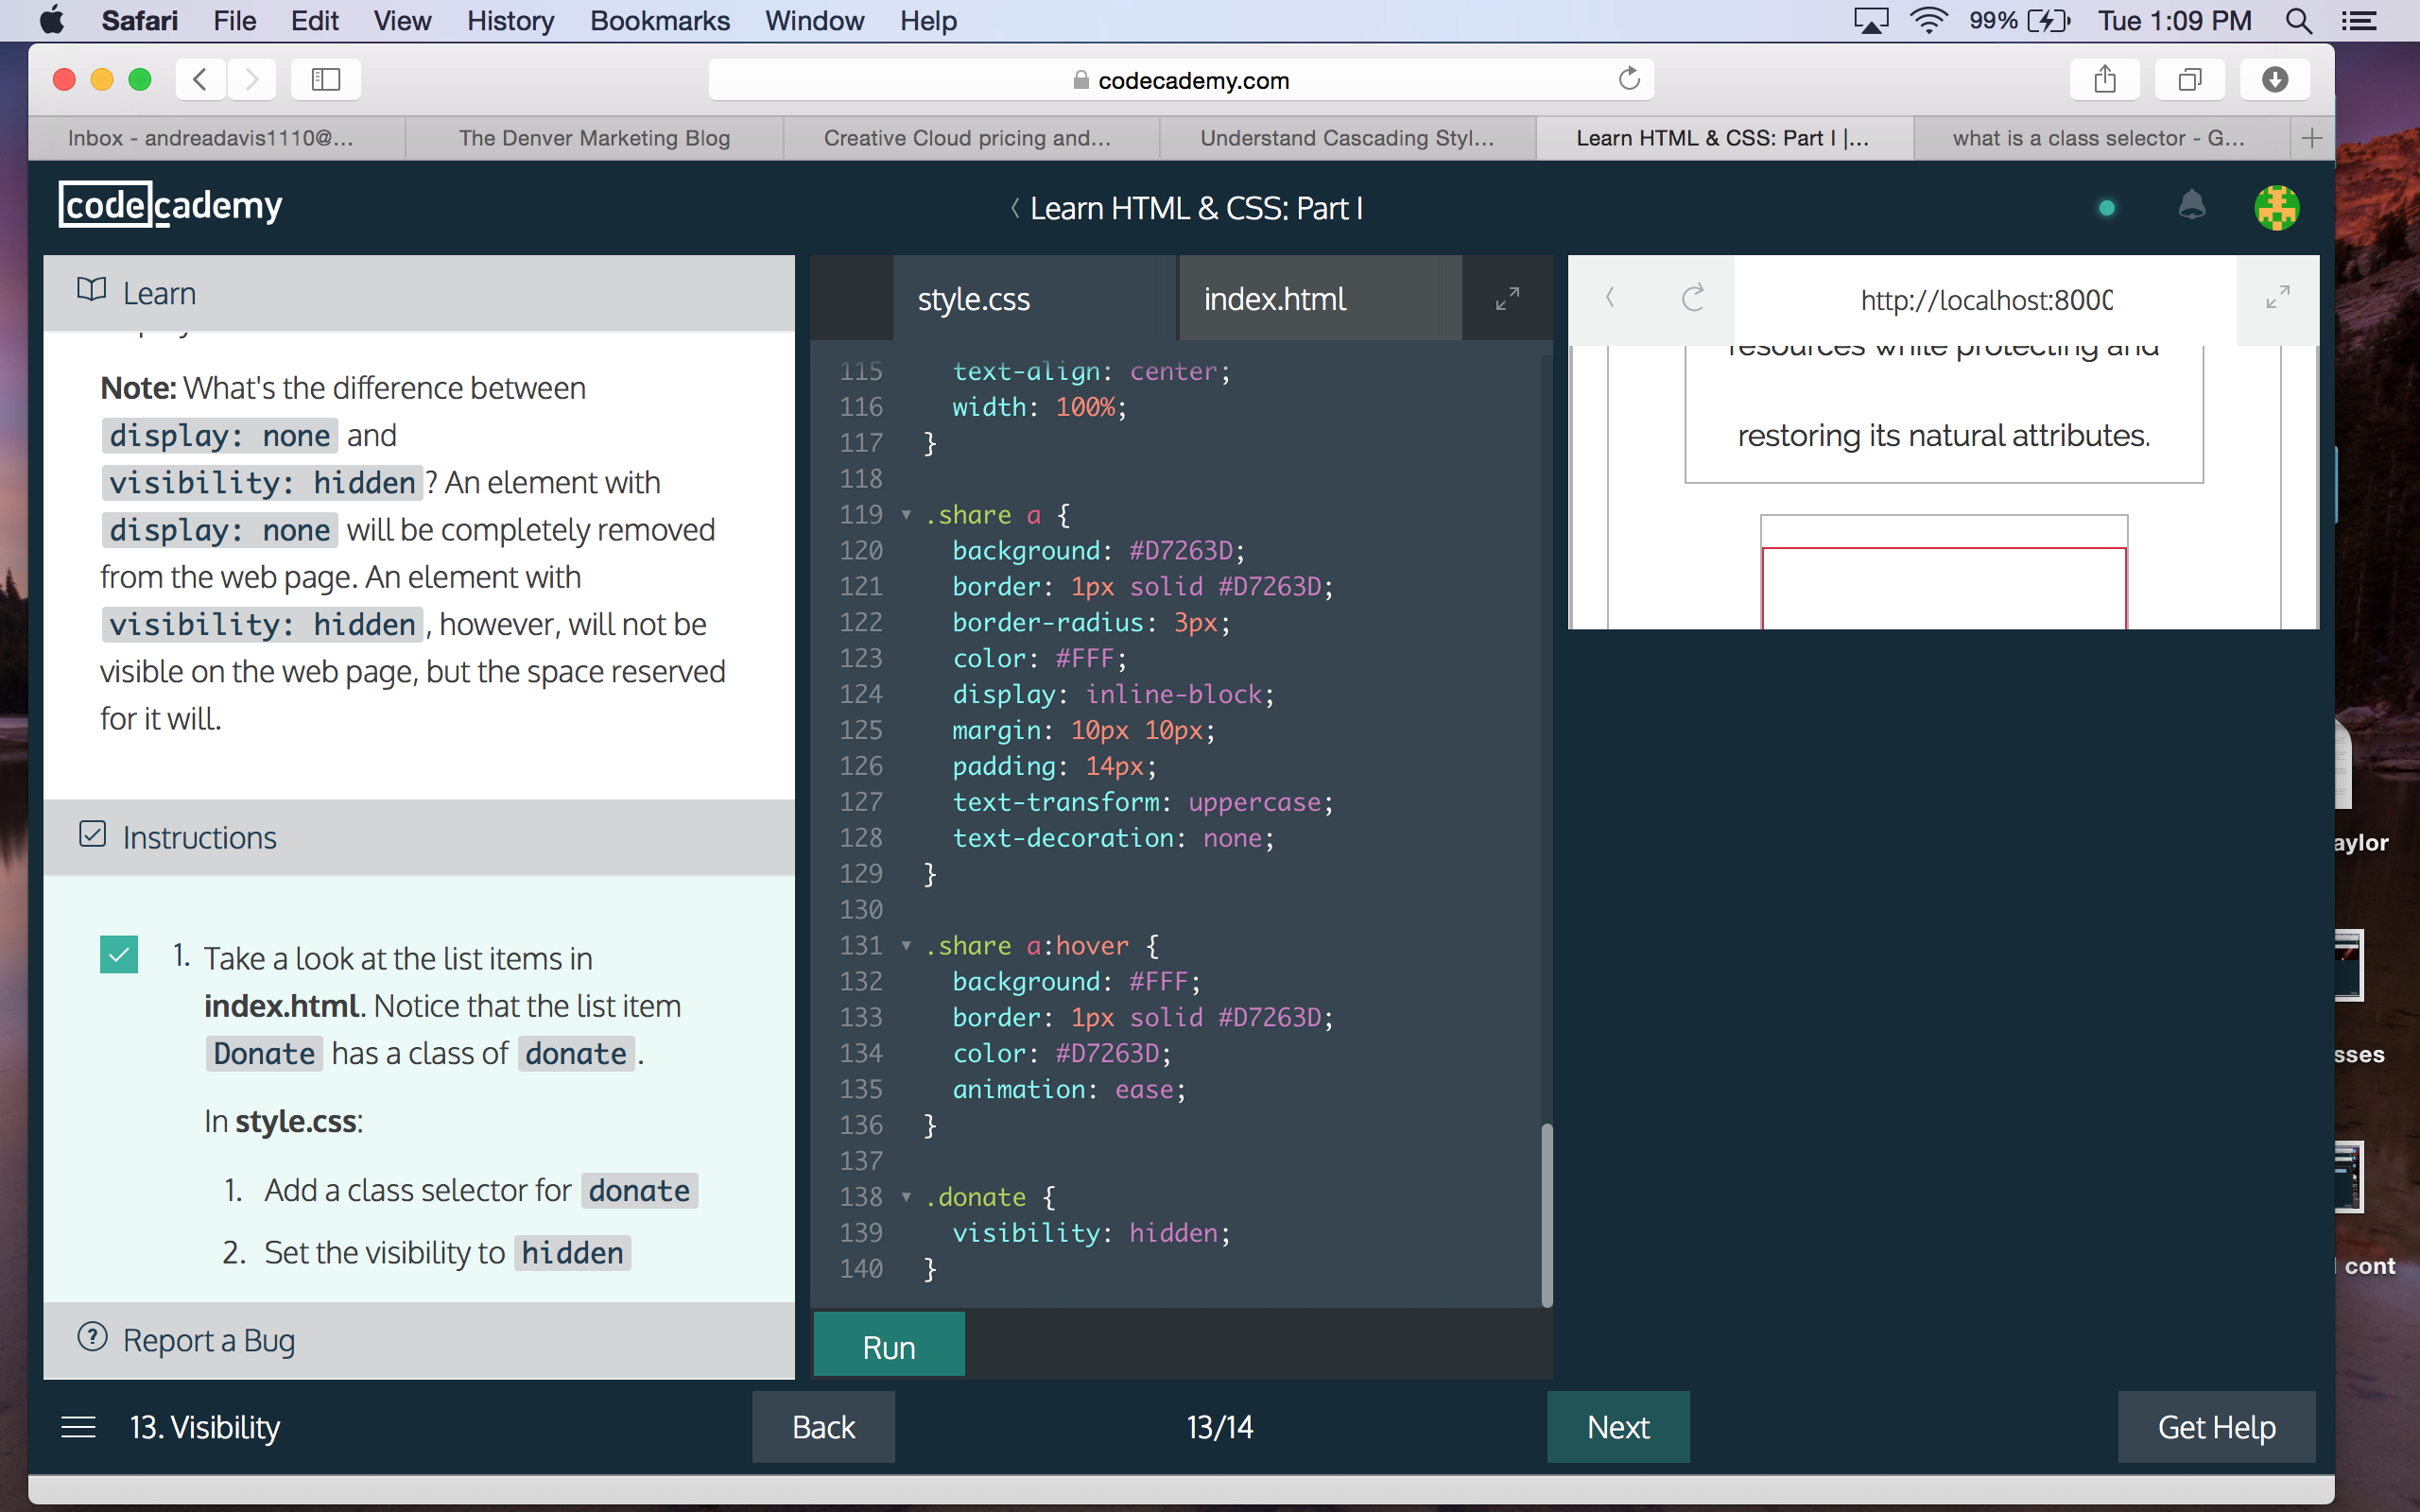 Safari File Edit View History Bookmarks Window Help 99% Tue 1:09 PM
codecademy.com
Inbox - andreadavis1110@... The Denver Marketing Blog Creative Cloud pricing and... Understand Cascading Styl... Learn HTML & CSS: Part I |... what is a class selector - G...
codecademy
Learn HTML & CSS: Part I
Learn
Note: What's the difference between
display: none and
visibility: hidden ? An element with
display: none will be completely removed
from the web page. An element with
visibility: hidden , however, will not be
visible on the web page, but the space reserved
for it will.
Instructions
1. Take a look at the list items in
index.html. Notice that the list item
Donate has a class of donate .
In style.css:
1. Add a class selector for donate
2. Set the visibility to hidden
Report a Bug
style.css index.html
115 text-align: center;
116 width: 100%;
117 }
118
119 .share a {
120 background: #D7263D;
121 border: 1px solid #D7263D;
122 border-radius: 3px;
123 color: #FFF;
124 display: inline-block;
125 margin: 10px 10px;
126 padding: 14px;
127 text-transform: uppercase;
128 text-decoration: none;
129 }
130
131 .share a:hover {
132 background: #FFF;
133 border: 1px solid #D7263D;
134 color: #D7263D;
135 animation: ease;
136 }
137
138 .donate {
139 visibility: hidden;
140 }
Run
http://localhost:8000
resources while protecting and
restoring its natural attributes.
aylor
sses
cont
13. Visibility Back 13/14 Next Get Help